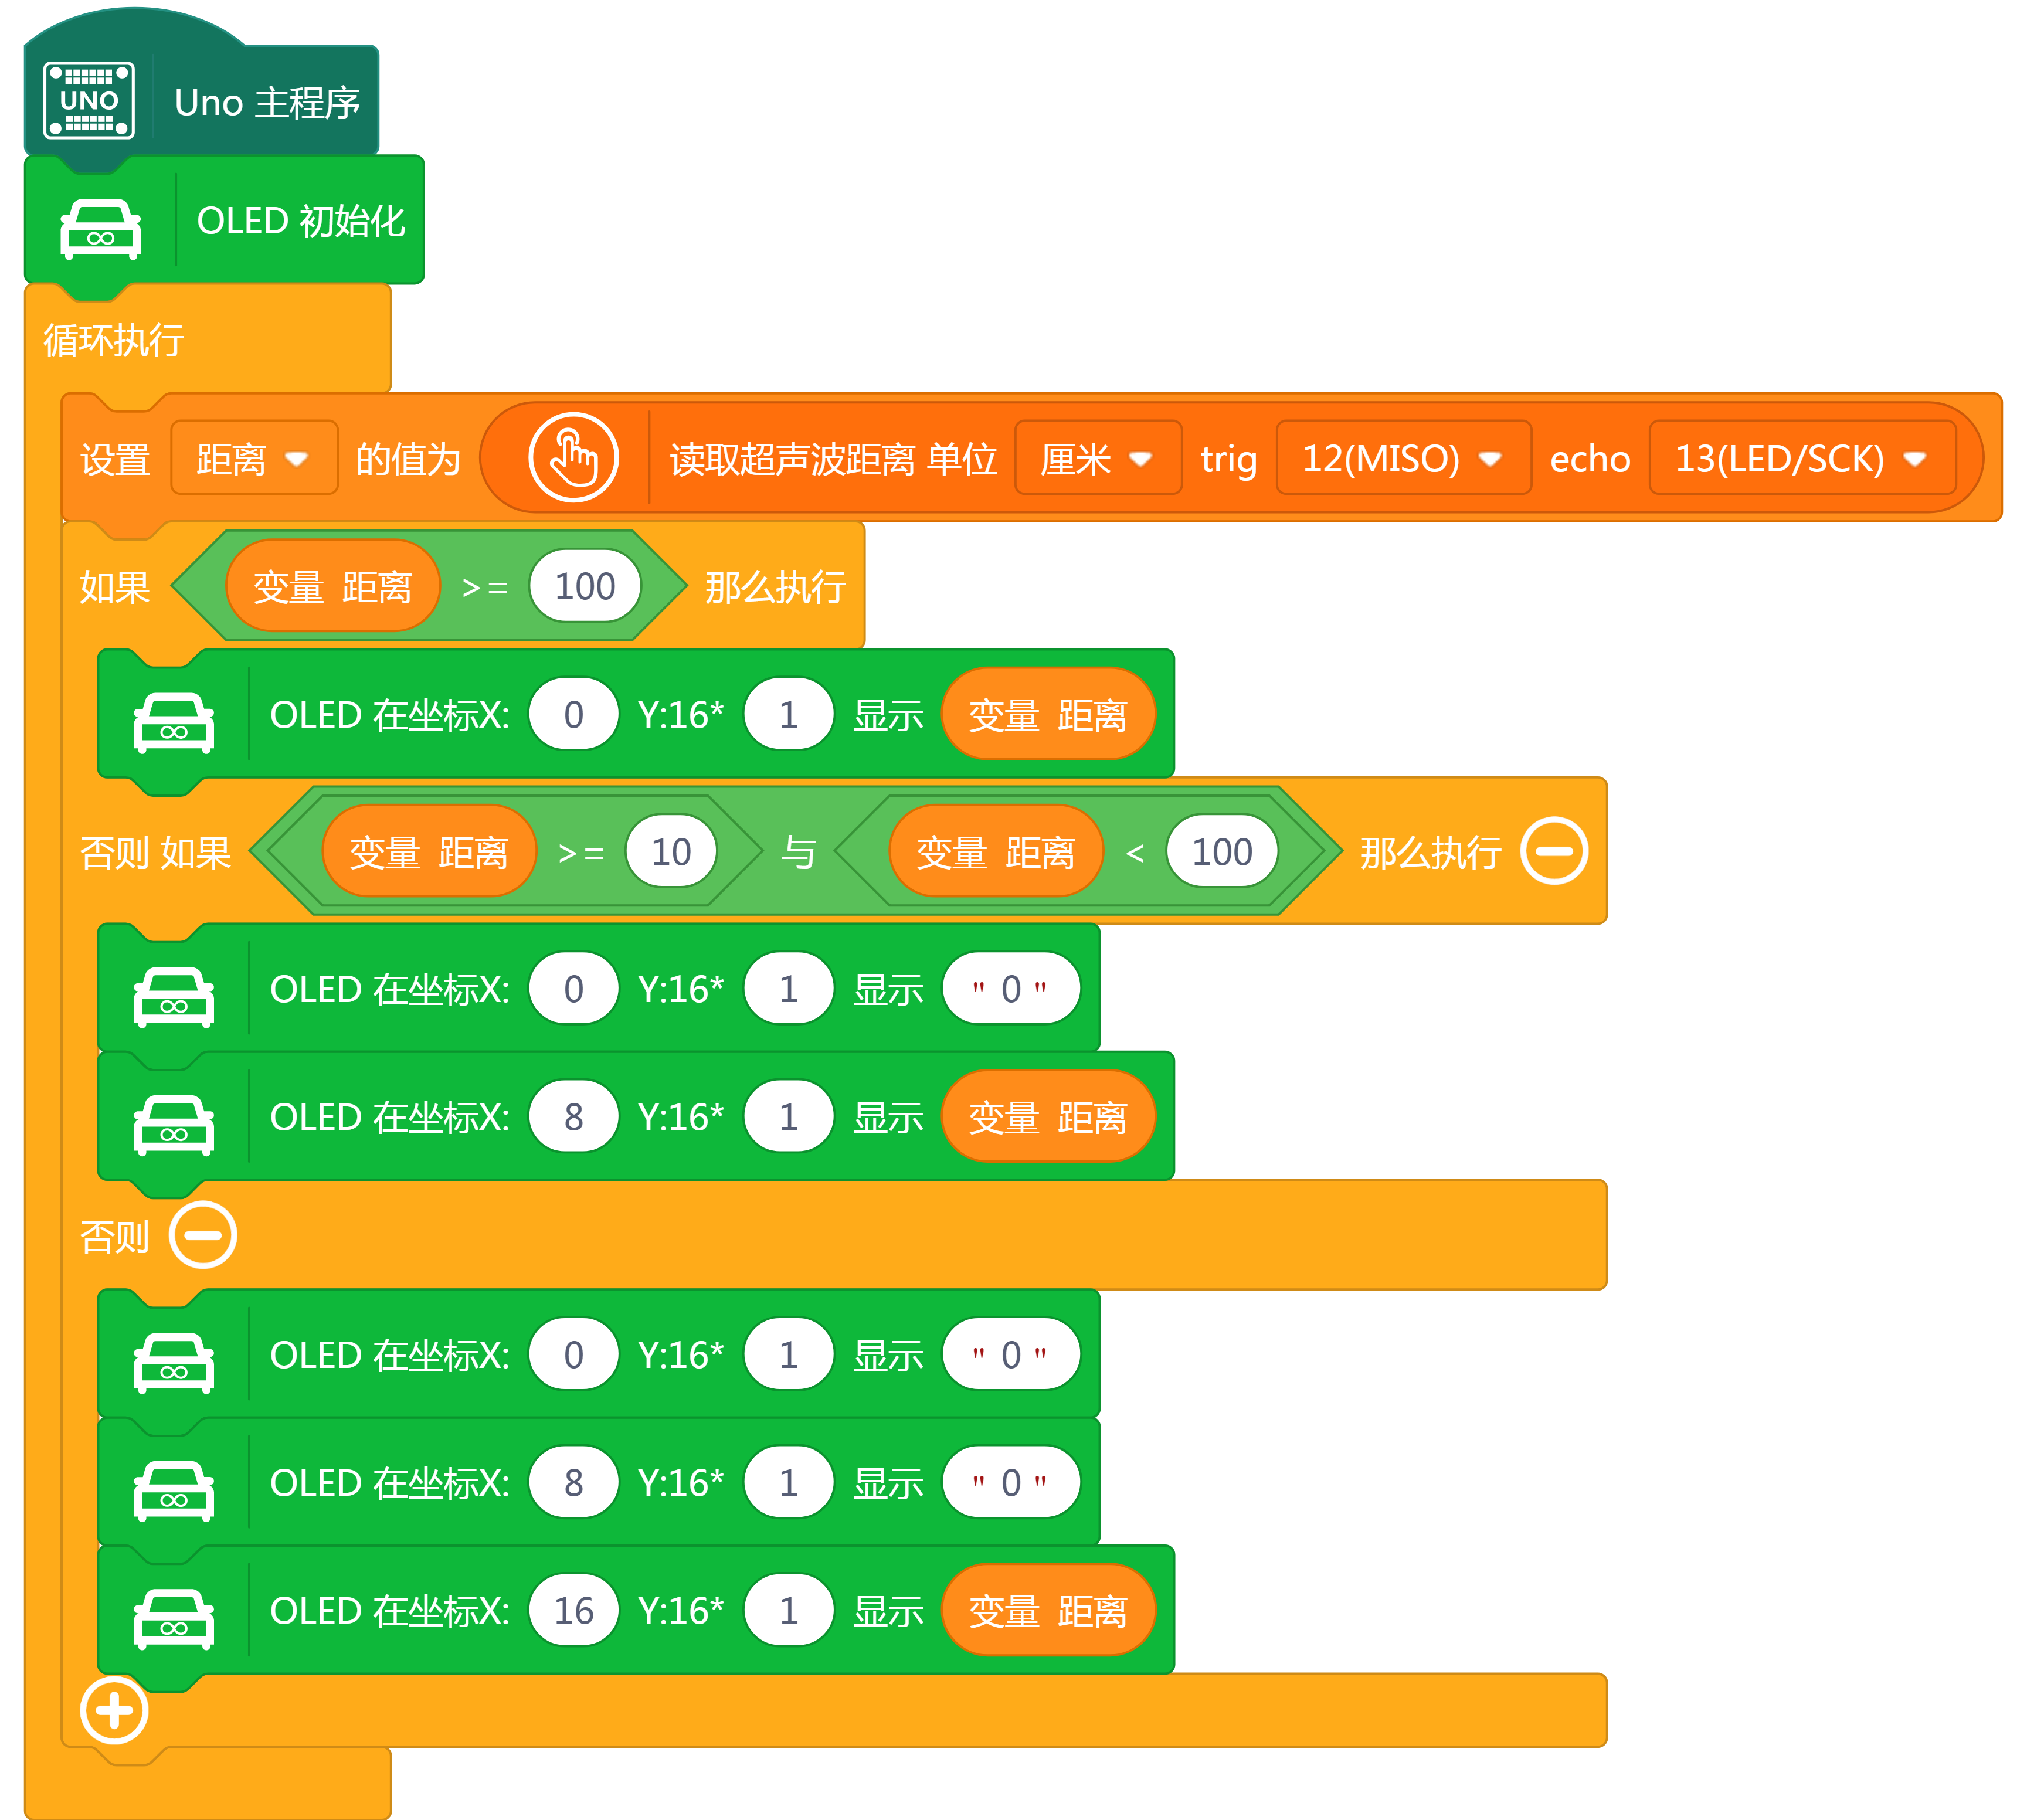 UNO Uno 主程序
OLED 初始化
循环执行
设置 距离 的值为 读取超声波距离 单位 厘米 trig 12(MISO) echo 13(LED/SCK)
如果 变量 距离 >= 100 那么执行
OLED 在坐标X: 0 Y:16* 1 显示 变量 距离
否则 如果 变量 距离 >= 10 与 变量 距离 < 100 那么执行
OLED 在坐标X: 0 Y:16* 1 显示 " 0 "
OLED 在坐标X: 8 Y:16* 1 显示 变量 距离
否则
OLED 在坐标X: 0 Y:16* 1 显示 " 0 "
OLED 在坐标X: 8 Y:16* 1 显示 " 0 "
OLED 在坐标X: 16 Y:16* 1 显示 变量 距离